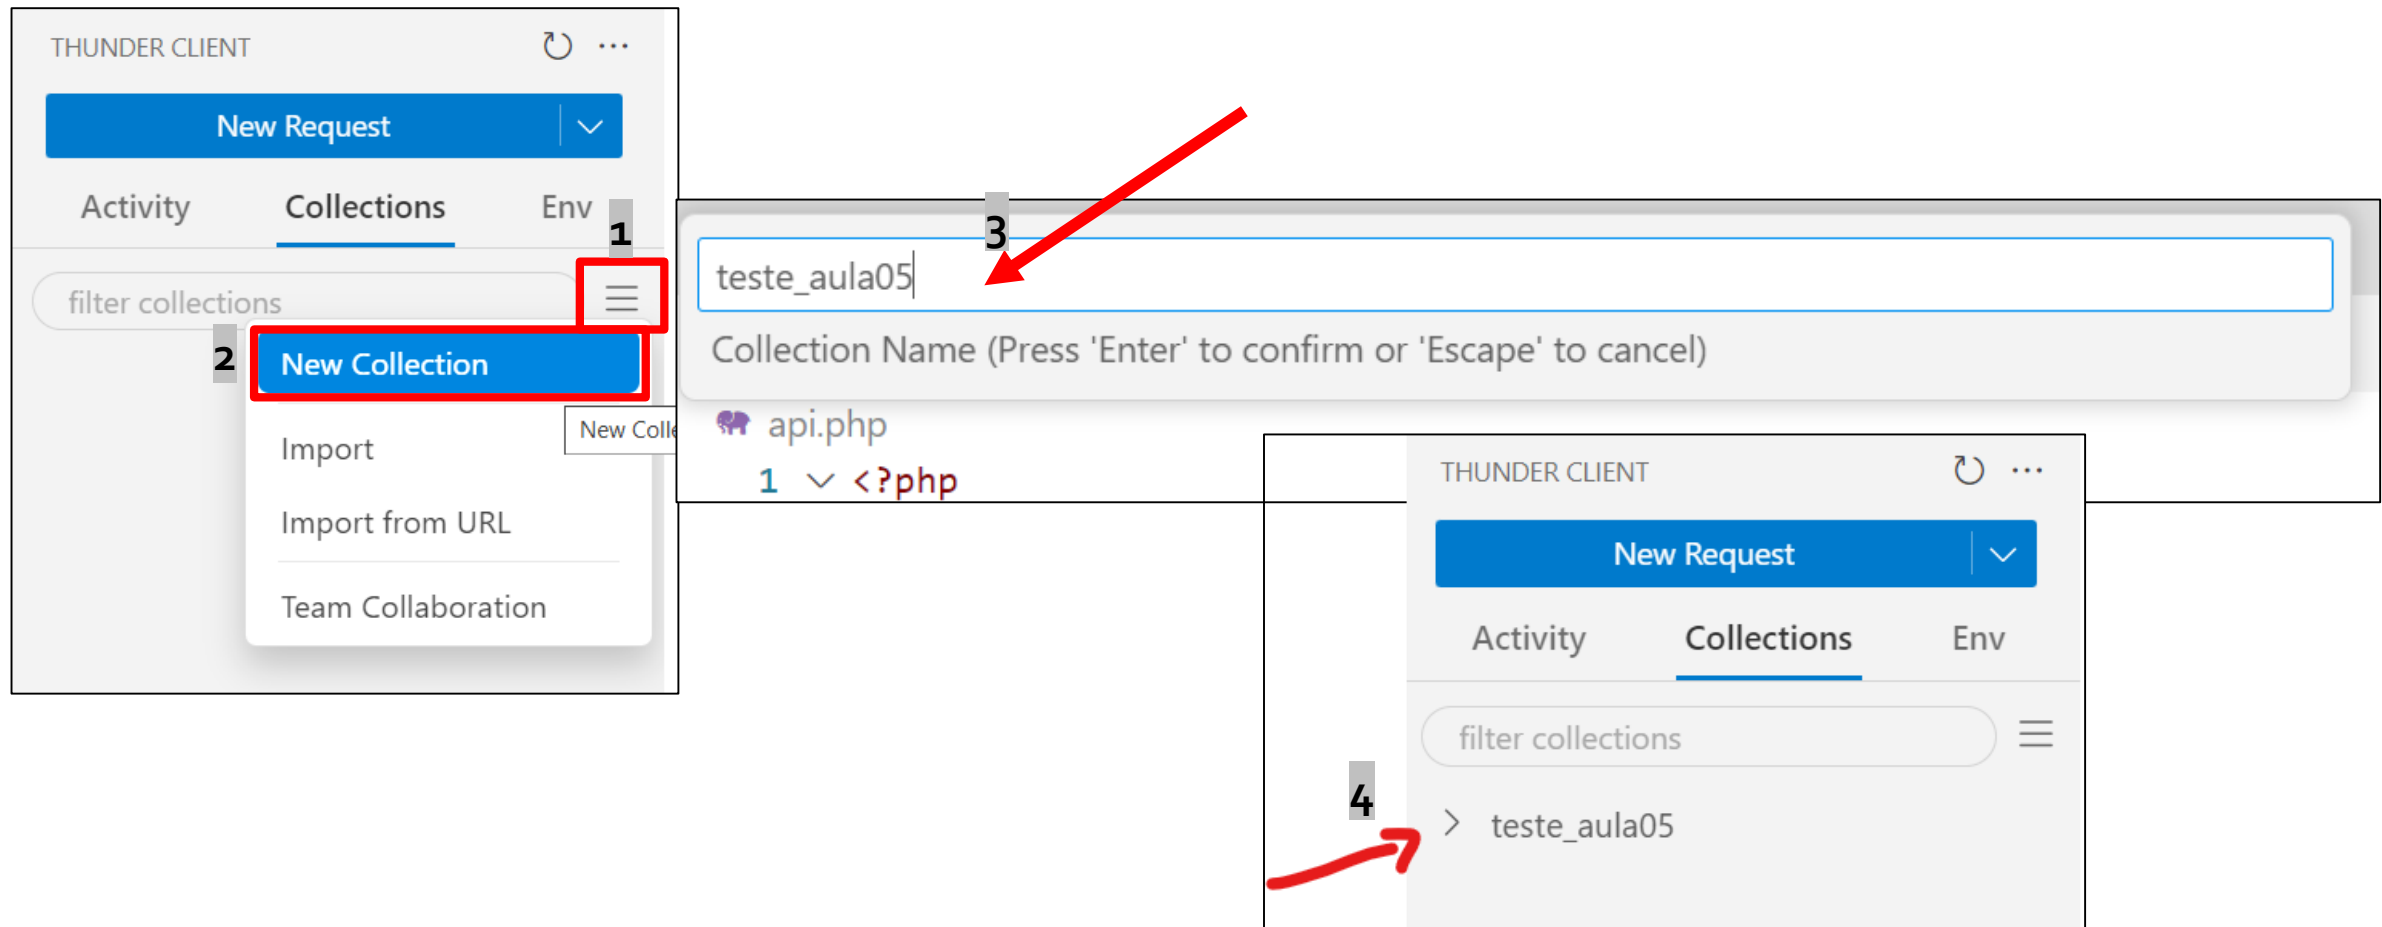 THUNDER CLIENT
New Request
Activity Collections Env
1
filter collections
2
New Collection
New Colle
Import
Import from URL
Team Collaboration
3
teste_aula05
Collection Name (Press 'Enter' to confirm or 'Escape' to cancel)
api.php
1 <?php
THUNDER CLIENT
New Request
Activity Collections Env
filter collections
4
teste_aula05